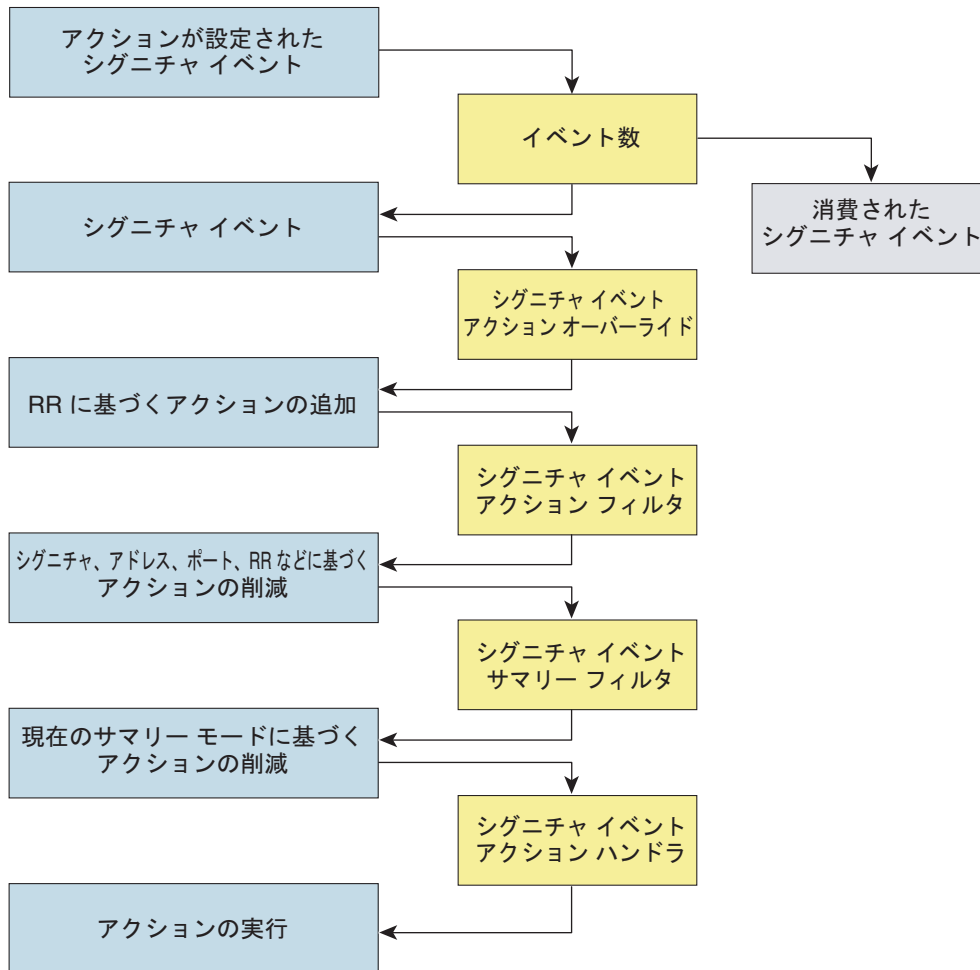 アクションが設定された
シグニチャ イベント
イベント数
シグニチャ イベント
消費された
シグニチャ イベント
シグニチャ イベント
アクション オーバーライド
RR に基づくアクションの追加
シグニチャ イベント
アクション フィルタ
シグニチャ、アドレス、ポート、RR などに基づく
アクションの削減
シグニチャ イベント
サマリー フィルタ
現在のサマリー モードに基づく
アクションの削減
シグニチャ イベント
アクション ハンドラ
アクションの実行